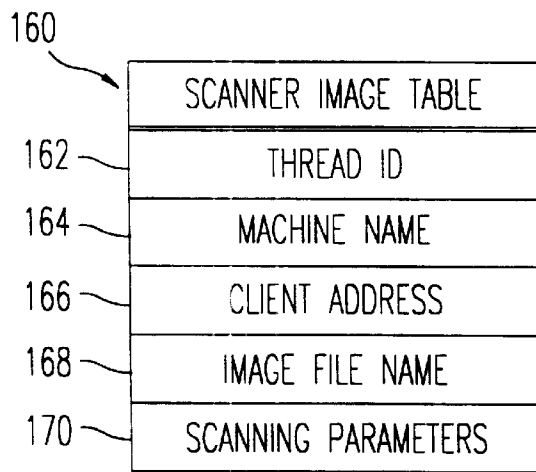 160
SCANNER IMAGE TABLE
162 THREAD ID
164 MACHINE NAME
166 CLIENT ADDRESS
168 IMAGE FILE NAME
170 SCANNING PARAMETERS